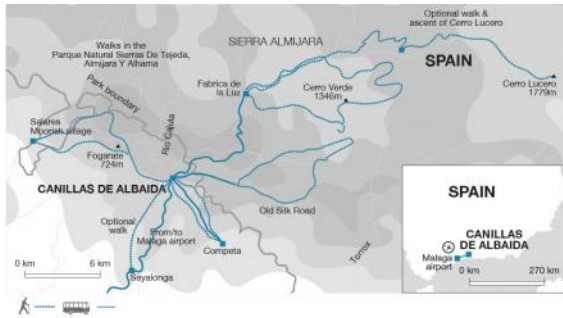 Optional walk &
ascent of Cerro Lucero
SIERRA ALMIJARA
Walks in the
Parque Natural Sierras De Tejeda,
Almijara Y Alhama
SPAIN
Park boundary
Fabrica de
la Luz
Cerro Verde
1346m
Cerro Lucero
1779m
Salares
Moorish village
Rio Cajula
Fogarate
724m
CANILLAS DE ALBAIDA
SPAIN
Old Silk Road
Optional
walk
From/to
Malaga airport
CANILLAS
DE ALBAIDA
Competa
Torrox
Malaga
airport
0 km
6 km
Sayalonga
0 km
270 km